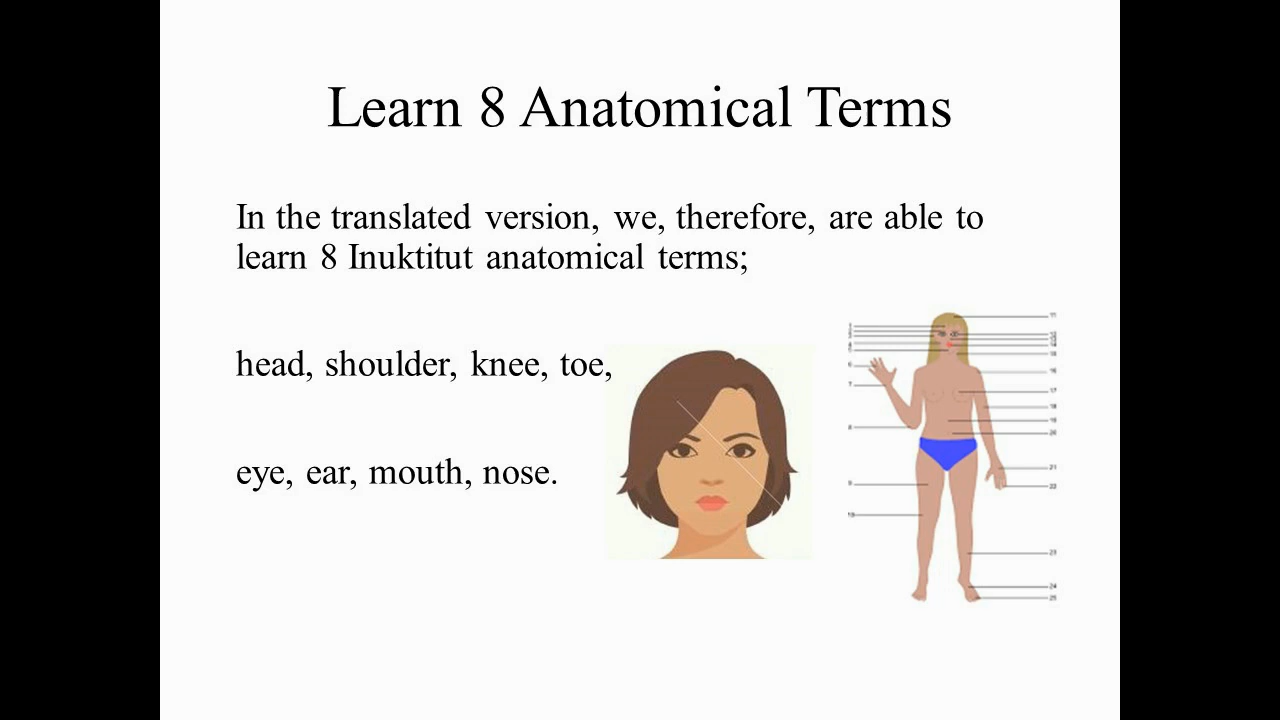 Learn 8 Anatomical Terms
In the translated version, we, therefore, are able to
learn 8 Inuktitut anatomical terms;
head, shoulder, knee, toe,
eye, ear, mouth, nose.